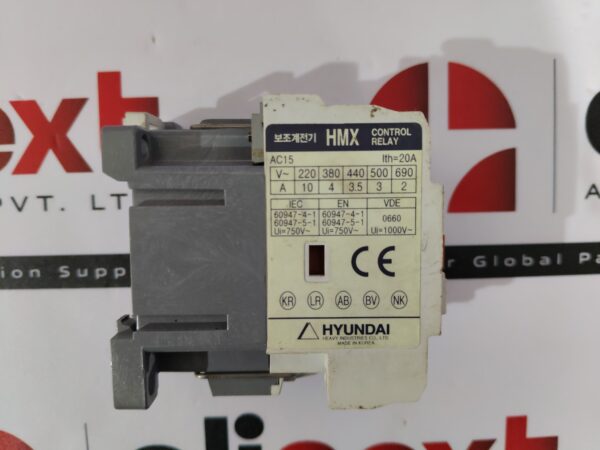 ext
PVT. LTD.
ion Supp
r Global Pa
보조계전기 HMX CONTROL RELAY
AC15 Ith=20A
V~ 220 380 440 500 690
A 10 4 3.5 3 2
IEC EN VDE
60947-4-1 60947-4-1 0660
60947-5-1 60947-5-1
Ui=750V~ Ui=750V~ Ui=1000V~
CE
KR LR AB BV NK
HYUNDAI
HEAVY INDUSTRIES CO., LTD.
MADE IN KOREA